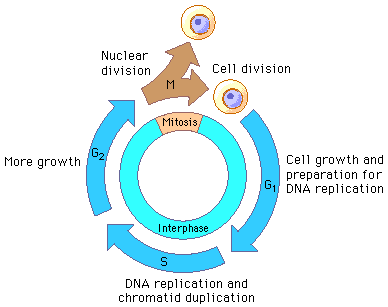 Nuclear
division
M
Cell division
Mitosis
G2
More growth
Cell growth and
preparation for
DNA replication
G1
Interphase
S
DNA replication and
chromatid duplication